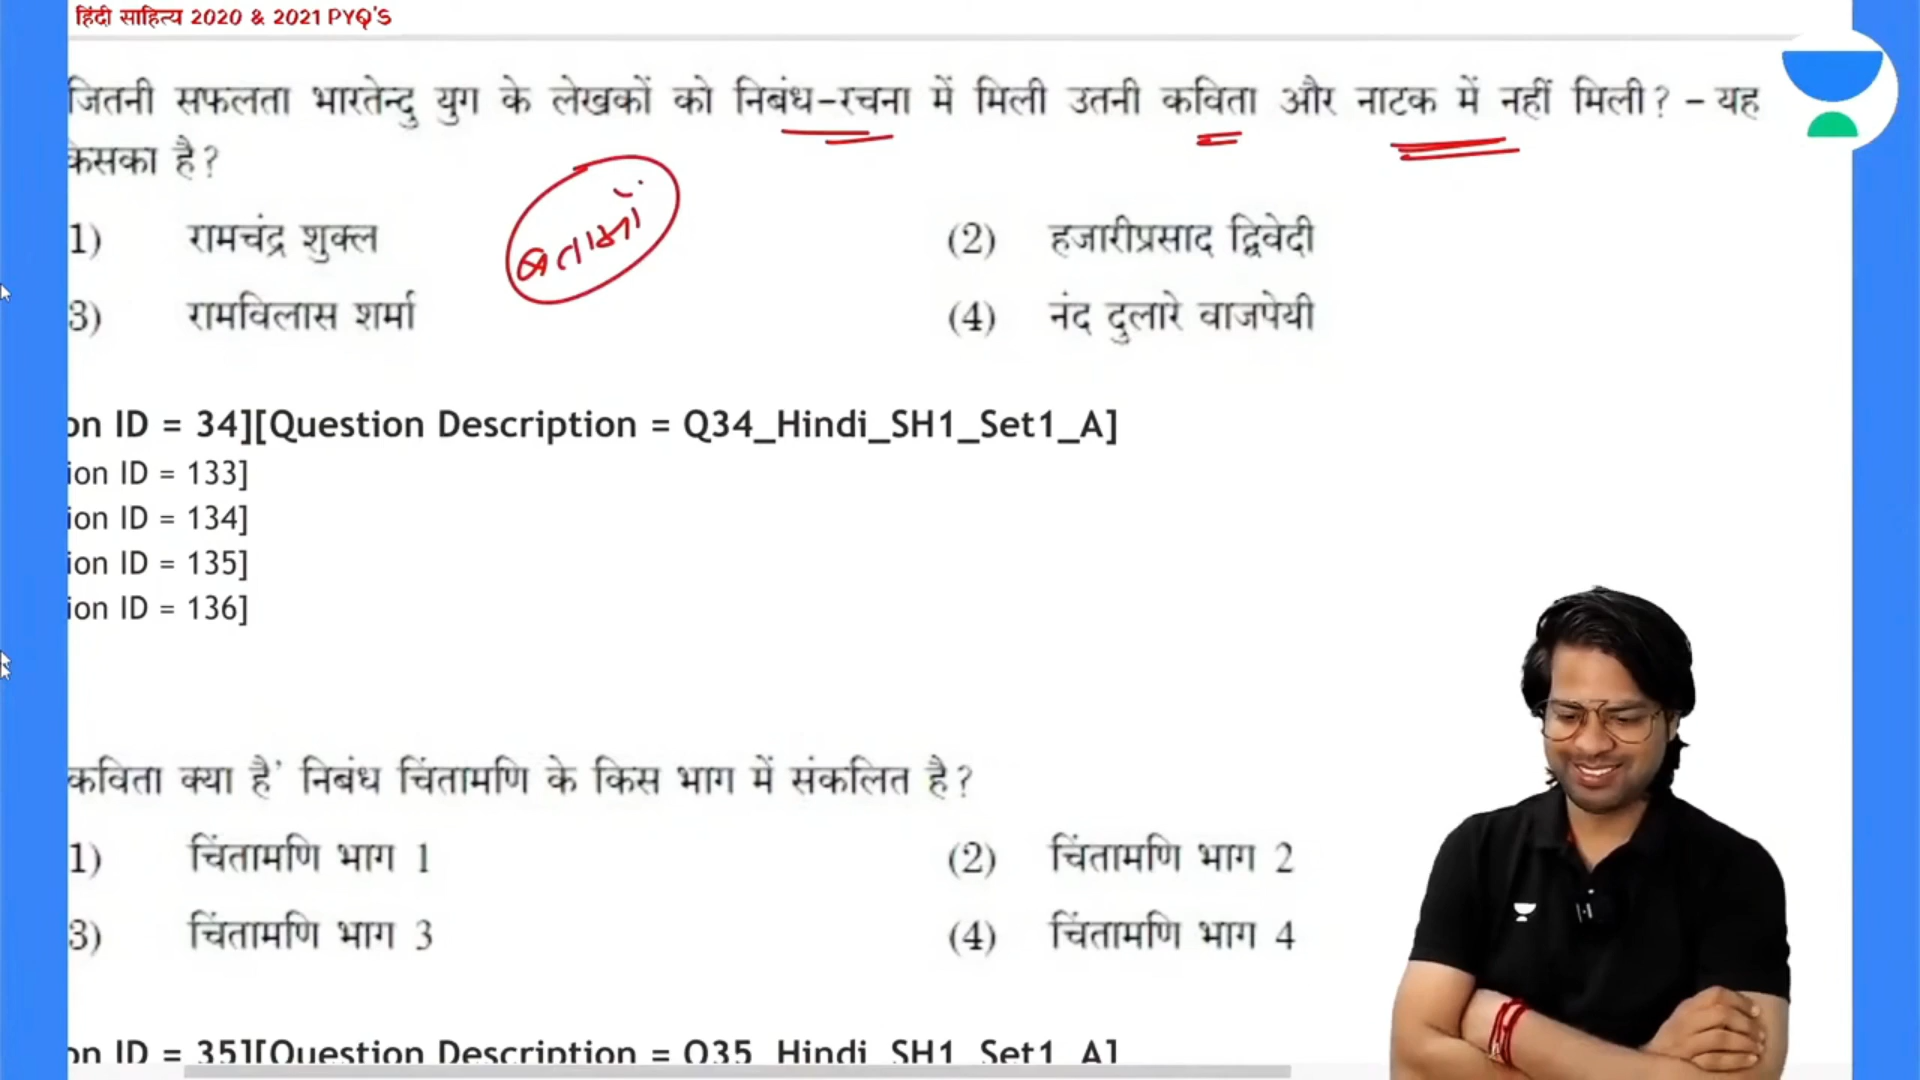 हिंदी साहित्य 2020 & 2021 PYQ'S
जितनी सफलता भारतेन्दु युग के लेखकों को निबंध-रचना में मिली उतनी कविता और नाटक में नहीं मिली? - यह
किसका है?
बताओ
1) रामचंद्र शुक्ल (2) हजारीप्रसाद द्विवेदी
3) रामविलास शर्मा (4) नंद दुलारे वाजपेयी
on ID = 34][Question Description = Q34_Hindi_SH1_Set1_A]
ion ID = 133]
ion ID = 134]
ion ID = 135]
ion ID = 136]
कविता क्या है' निबंध चिंतामणि के किस भाग में संकलित है?
1) चिंतामणि भाग 1 (2) चिंतामणि भाग 2
3) चिंतामणि भाग 3 (4) चिंतामणि भाग 4
on ID = 35][Question Description = Q35_Hindi_SH1_Set1_A]